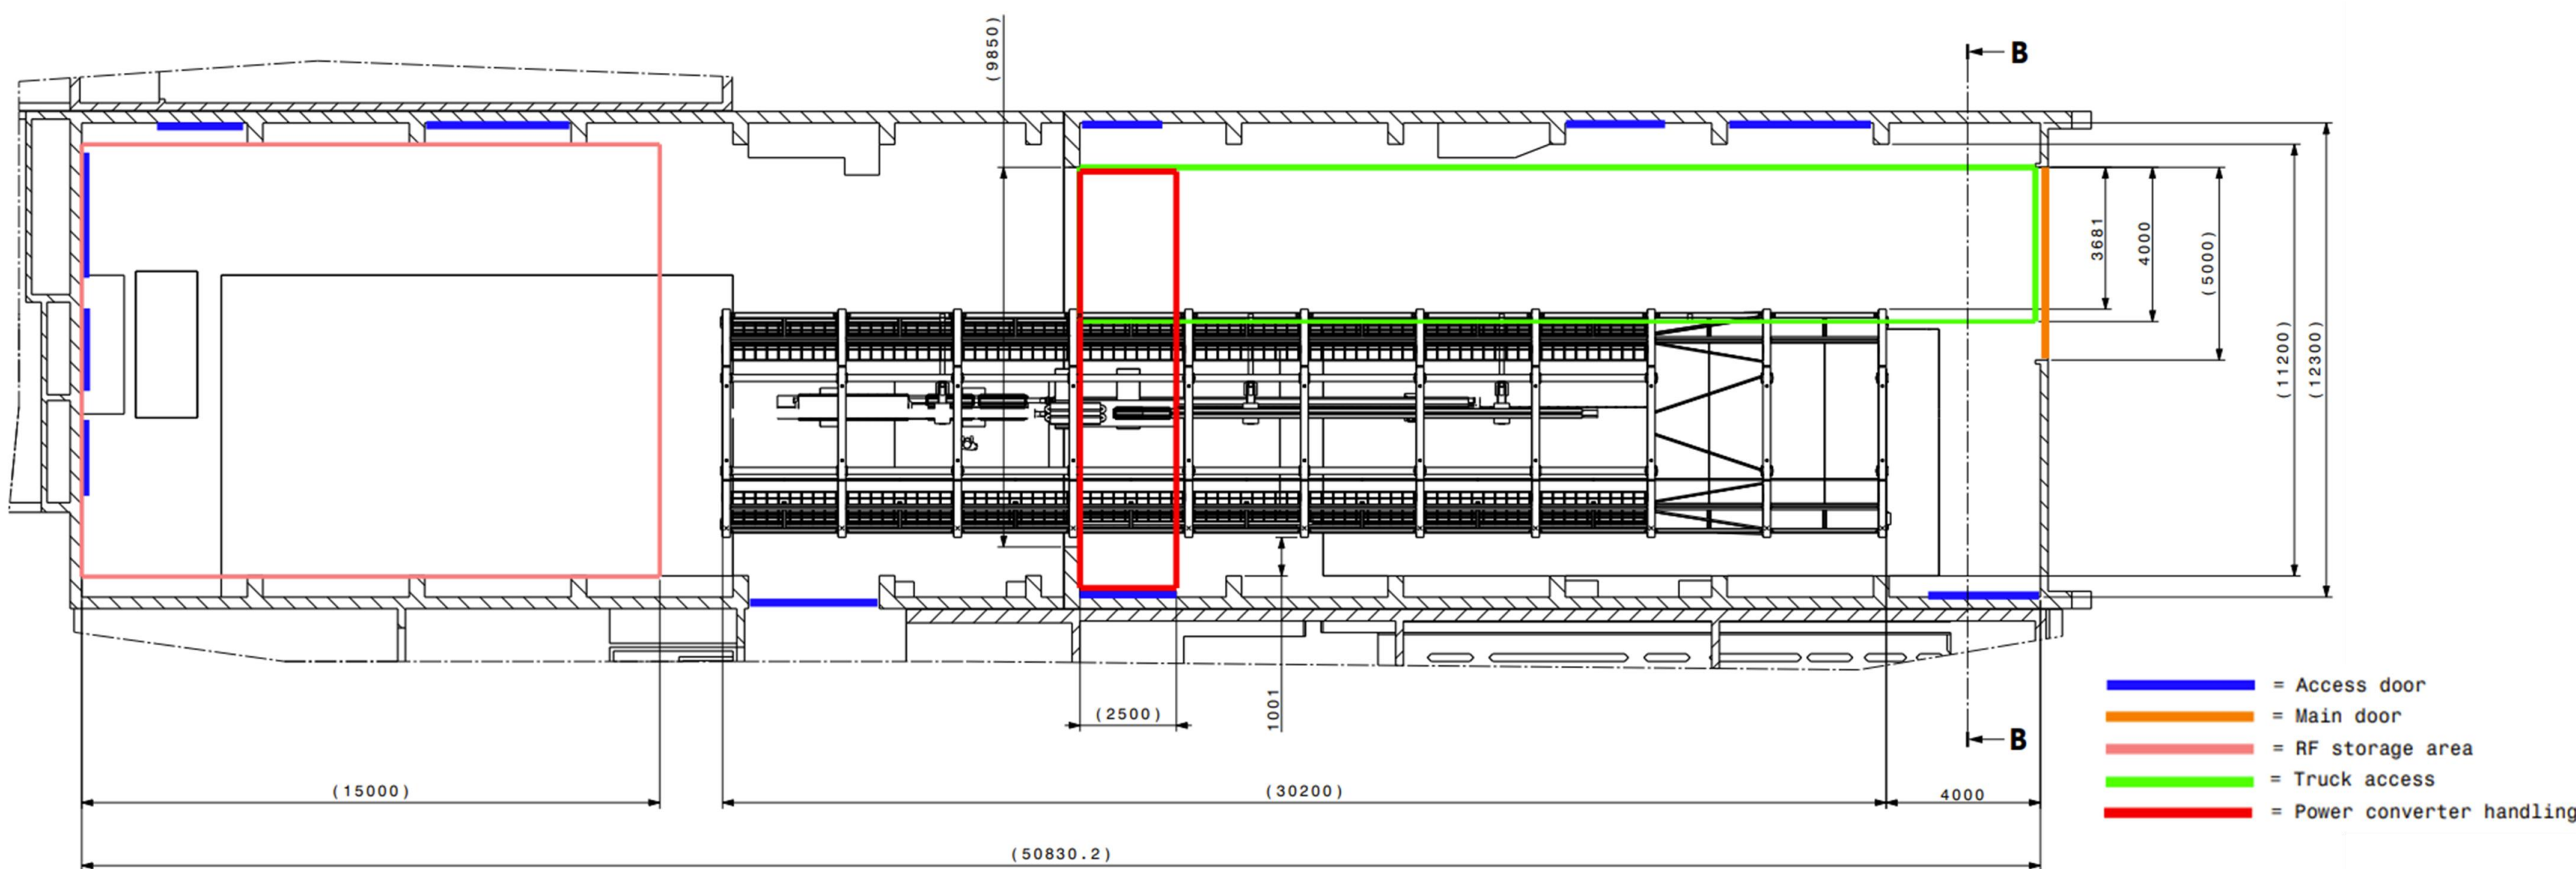 (9850)
B
3681
4000
(5000)
(11200)
(12300)
(2500)
1001
B
(15000)
(30200)
4000
(50830.2)
= Access door
= Main door
= RF storage area
= Truck access
= Power converter handling